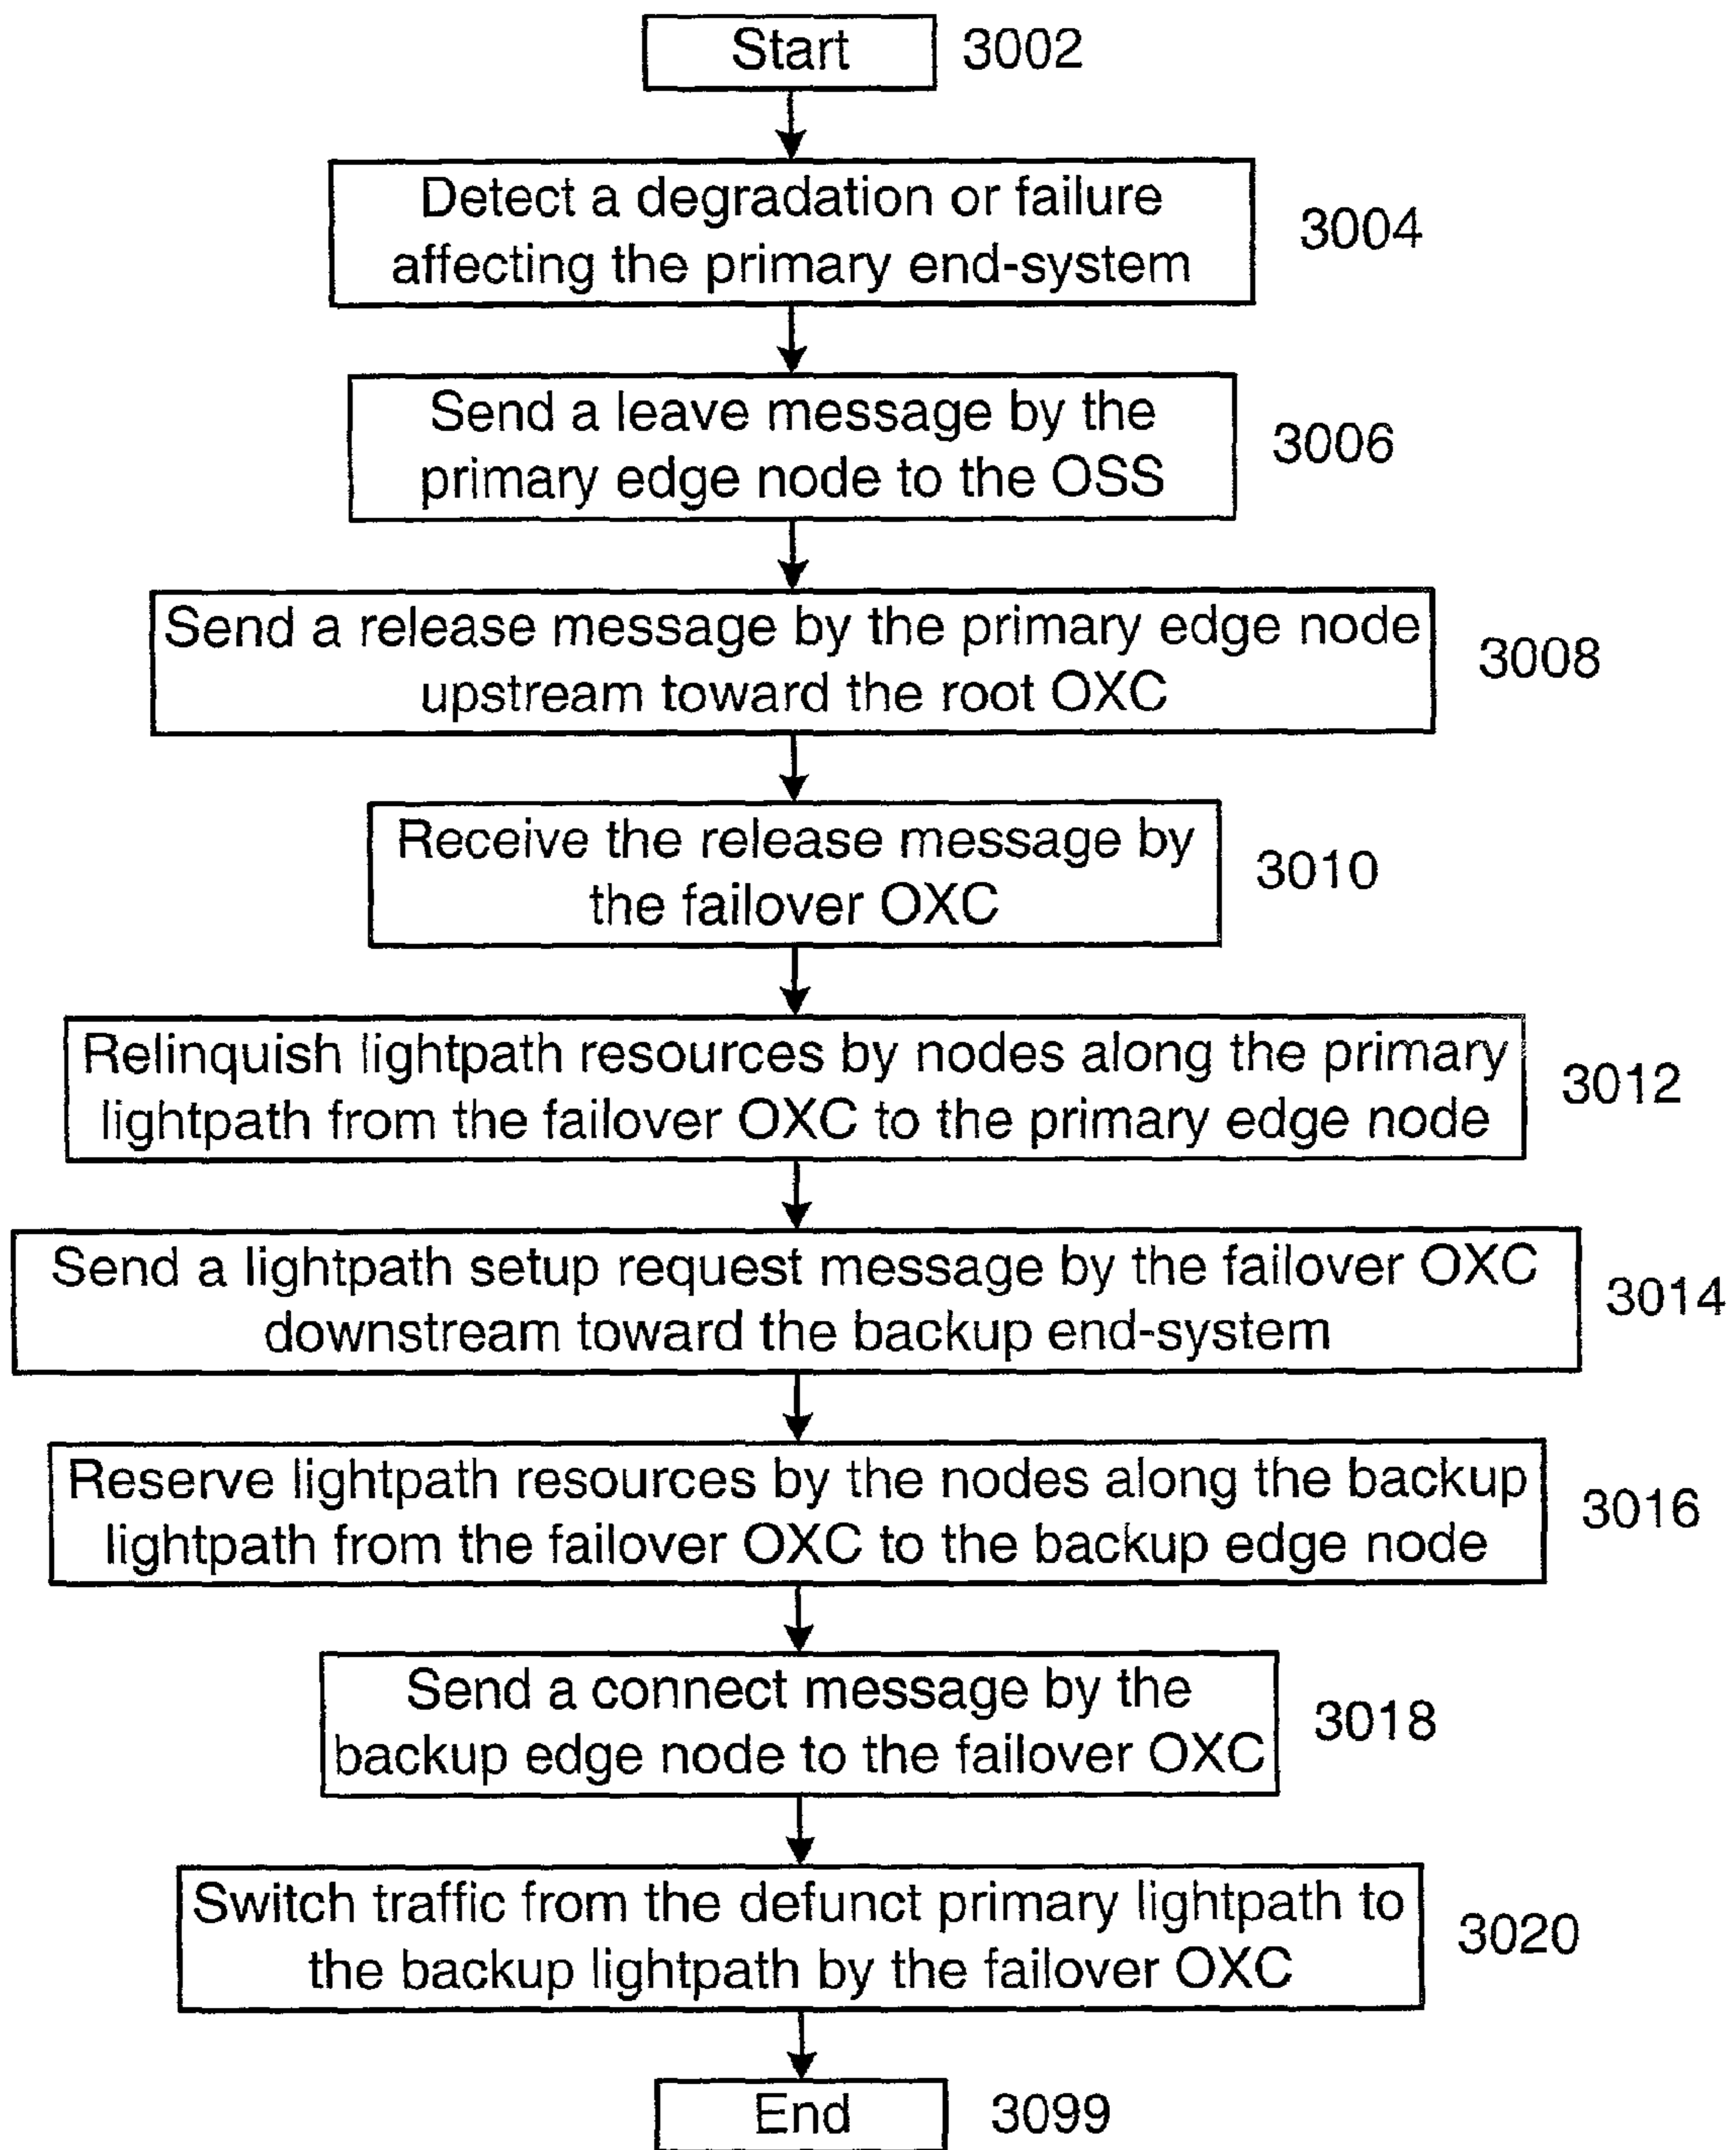 Start
3002
Detect a degradation or failure
affecting the primary end-system
3004
Send a leave message by the
primary edge node to the OSS
3006
Send a release message by the primary edge node
upstream toward the root OXC
3008
Receive the release message by
the failover OXC
3010
Relinquish lightpath resources by nodes along the primary
lightpath from the failover OXC to the primary edge node
3012
Send a lightpath setup request message by the failover OXC
downstream toward the backup end-system
3014
Reserve lightpath resources by the nodes along the backup
lightpath from the failover OXC to the backup edge node
3016
Send a connect message by the
backup edge node to the failover OXC
3018
Switch traffic from the defunct primary lightpath to
the backup lightpath by the failover OXC
3020
End
3099